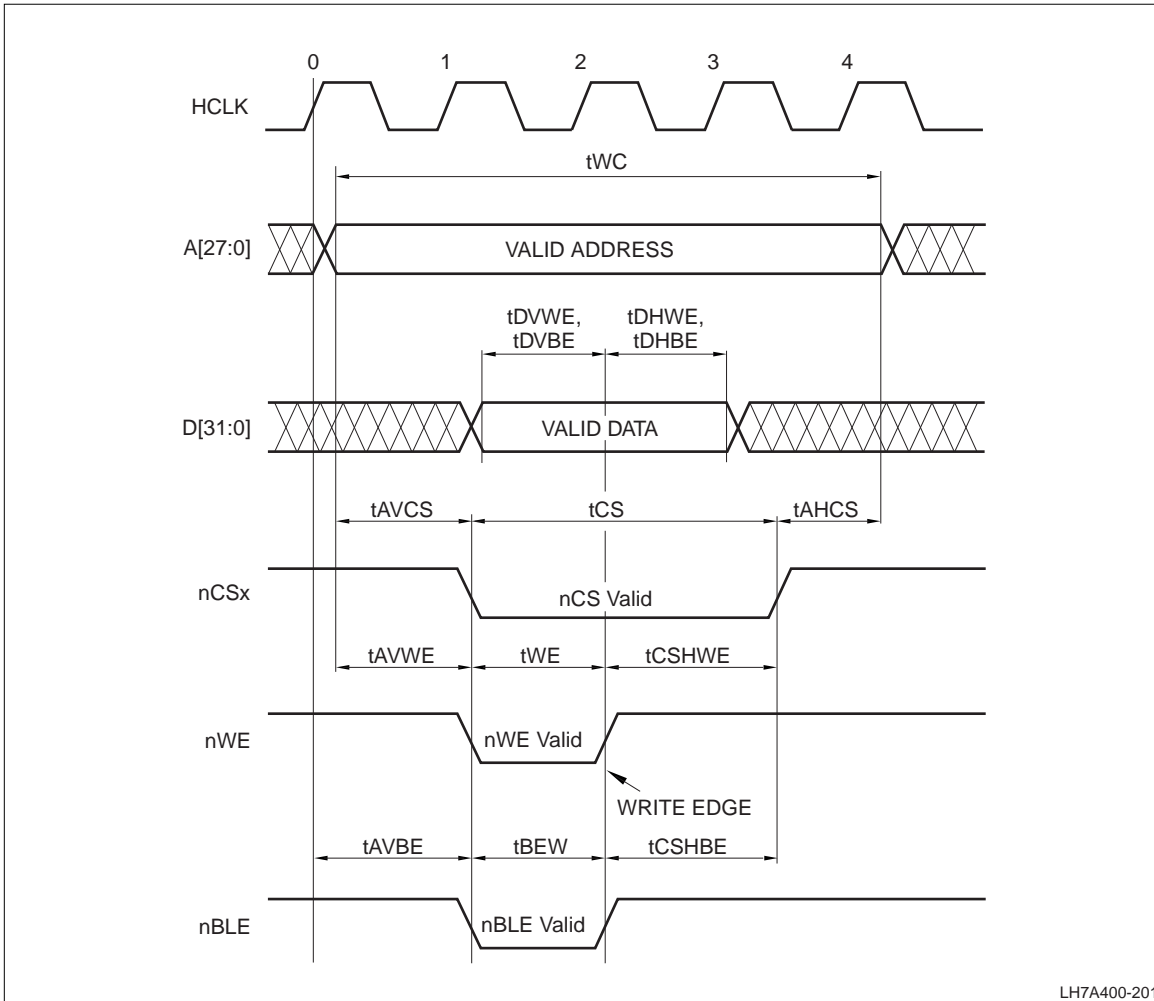 0 1 2 3 4
HCLK
tWC
A[27:0]
VALID ADDRESS
tDVWE,
tDVBE
tDHWE,
tDHBE
D[31:0]
VALID DATA
tAVCS tCS tAHCS
nCSx
nCS Valid
tAVWE tWE tCSHWE
nWE
nWE Valid
WRITE EDGE
tAVBE tBEW tCSHBE
nBLE
nBLE Valid
LH7A400-201